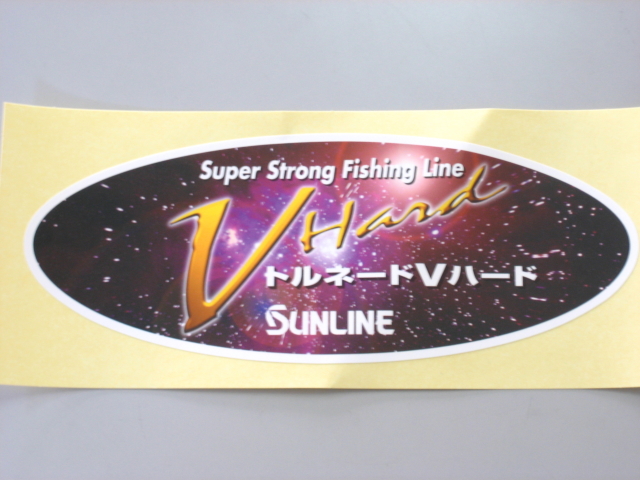 Super Strong Fishing Line
V Hard
トルネードVハード
SUNLINE